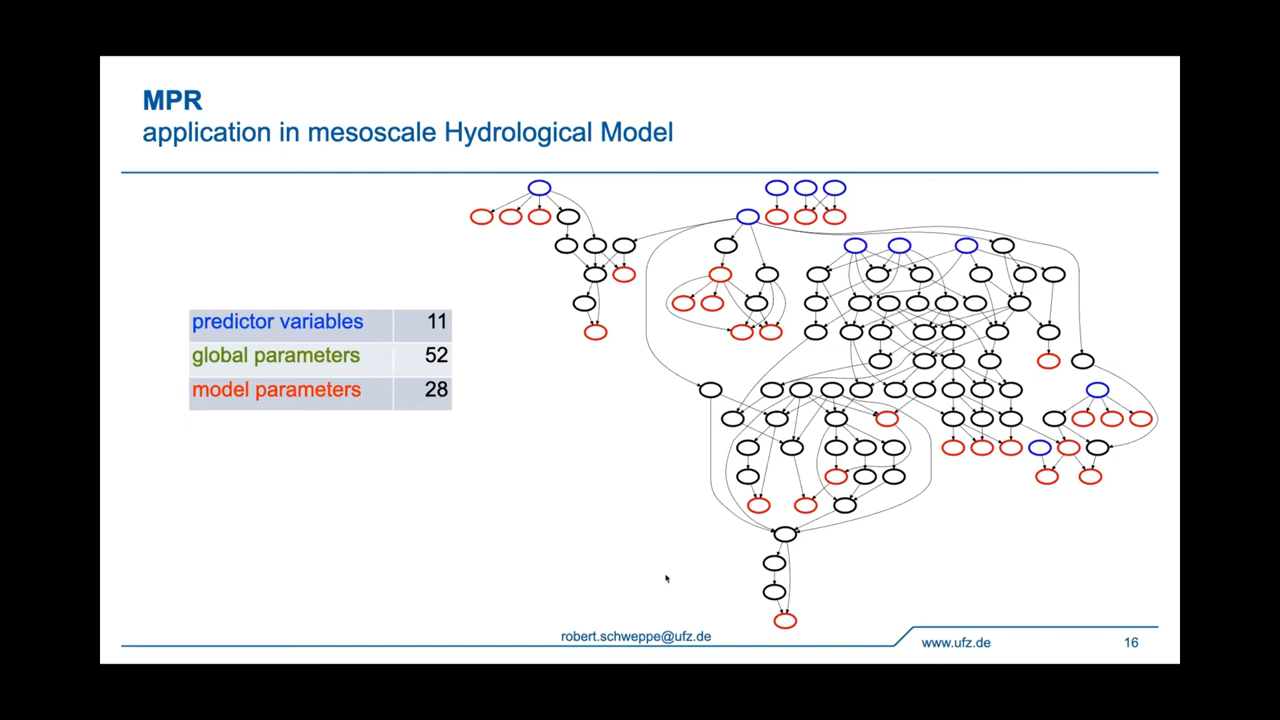 MPR
application in mesoscale Hydrological Model
predictor variables 11
global parameters 52
model parameters 28
robert.schweppe@ufz.de
www.ufz.de
16